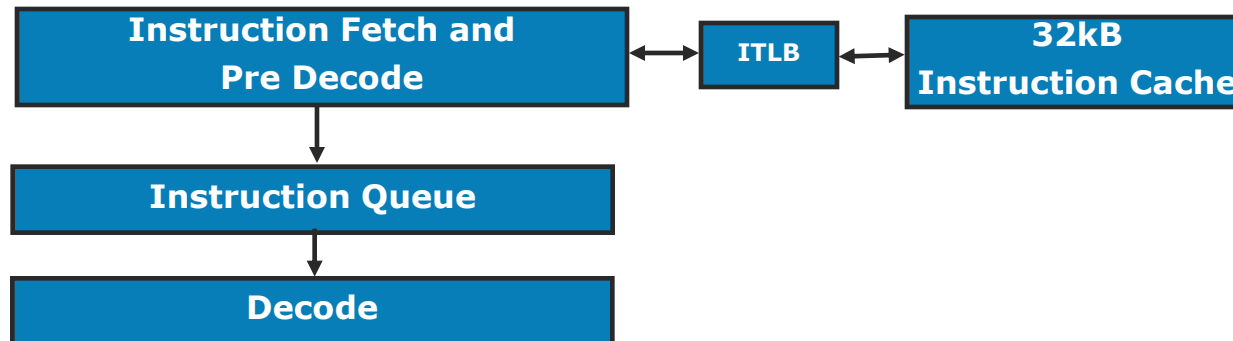 Instruction Fetch and
Pre Decode
ITLB
32kB
Instruction Cache
Instruction Queue
Decode